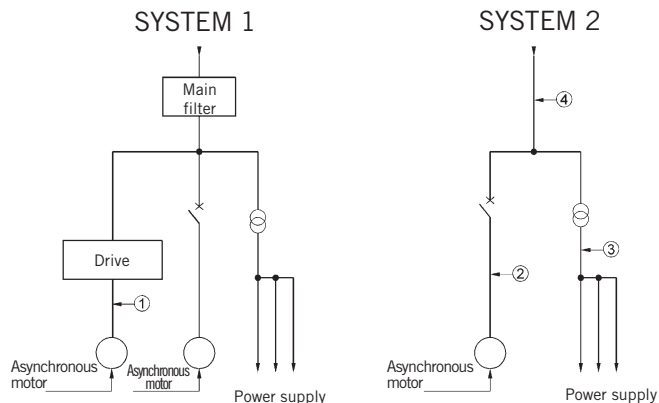 SYSTEM 1
SYSTEM 2
Main
filter
4
Drive
3
2
1
Asynchronous
motor
Asynchronous
motor
Asynchronous
motor
Power supply
Power supply